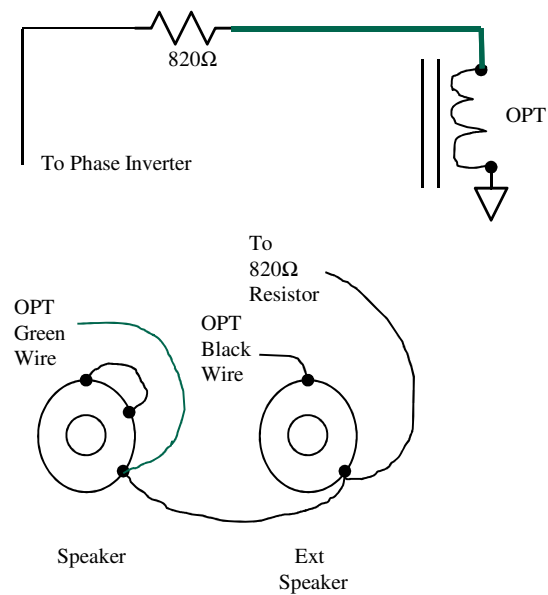 820Ω
OPT
To Phase Inverter
To
820Ω
Resistor
OPT
Green
Wire
OPT
Black
Wire
Speaker
Ext
Speaker